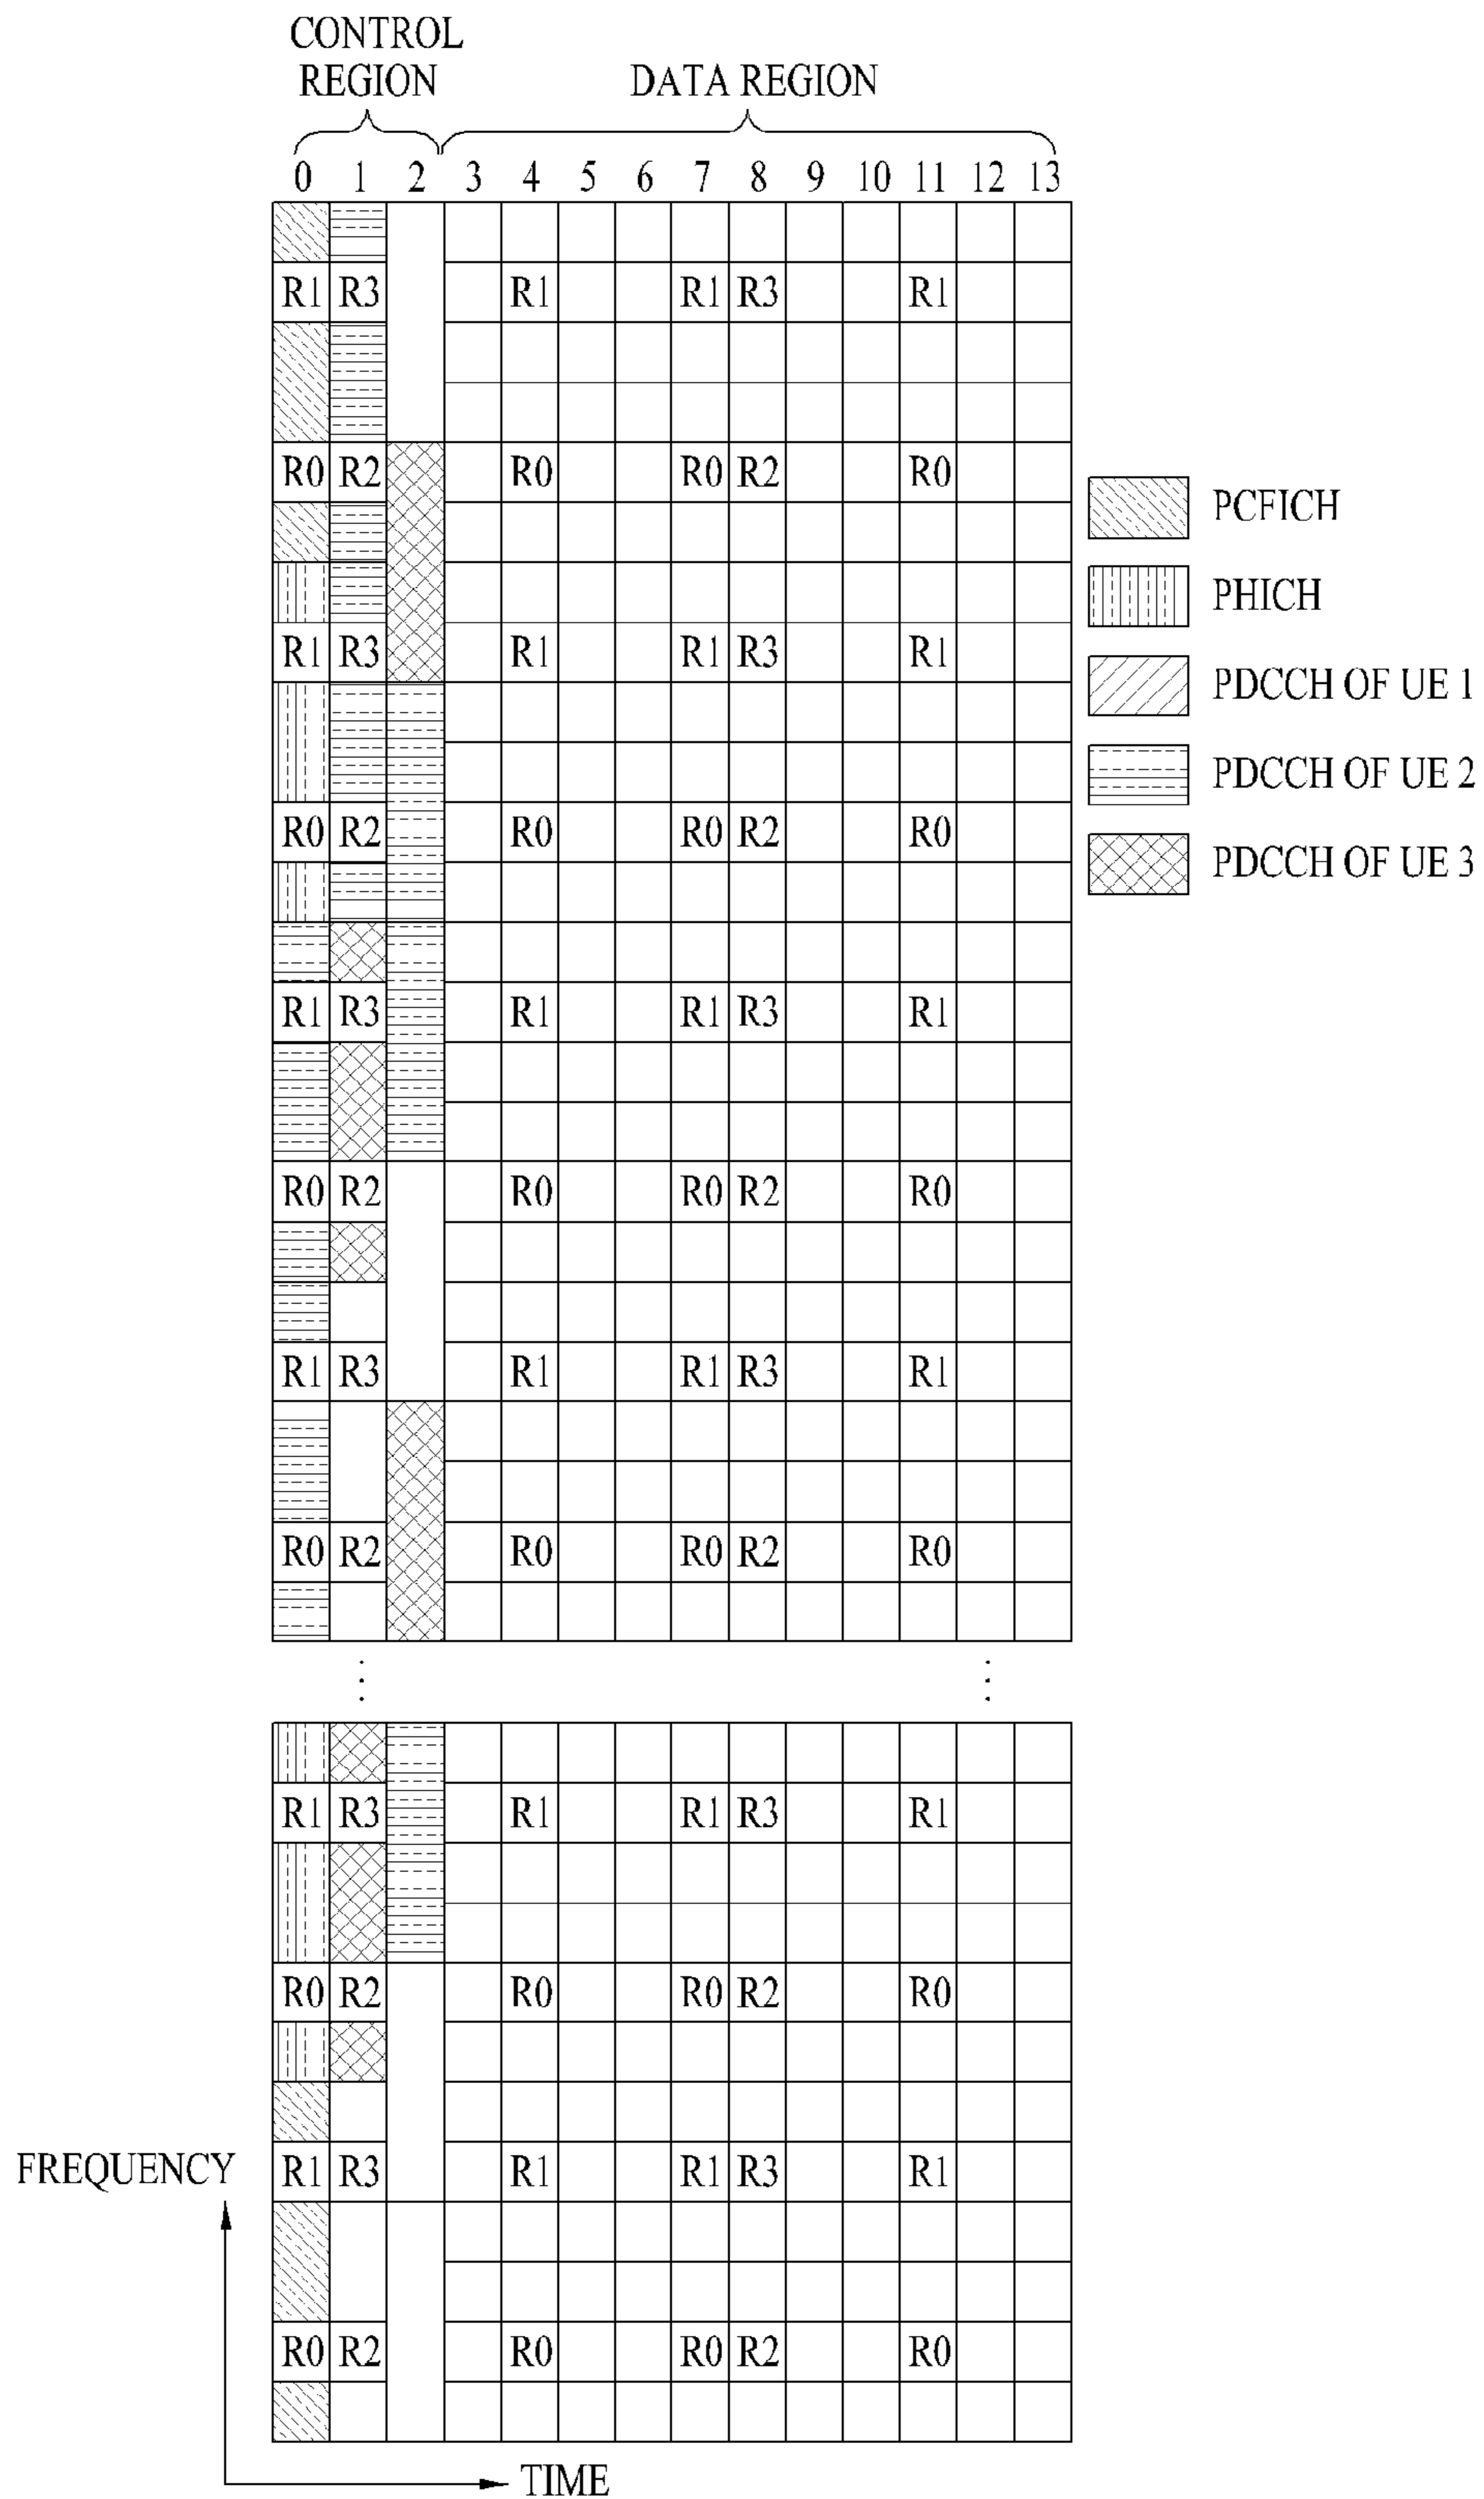 CONTROL
REGION
DATA REGION
0 1 2 3 4 5 6 7 8 9 10 11 12 13
R1 R3 R1 R1 R3 R1
R0 R2 R0 R0 R2 R0
PCFICH
PHICH
R1 R3 R1 R1 R3 R1
PDCCH OF UE 1
PDCCH OF UE 2
R0 R2 R0 R0 R2 R0
PDCCH OF UE 3
R1 R3 R1 R1 R3 R1
R0 R2 R0 R0 R2 R0
R1 R3 R1 R1 R3 R1
R0 R2 R0 R0 R2 R0
R1 R3 R1 R1 R3 R1
R0 R2 R0 R0 R2 R0
FREQUENCY
R1 R3 R1 R1 R3 R1
R0 R2 R0 R0 R2 R0
TIME